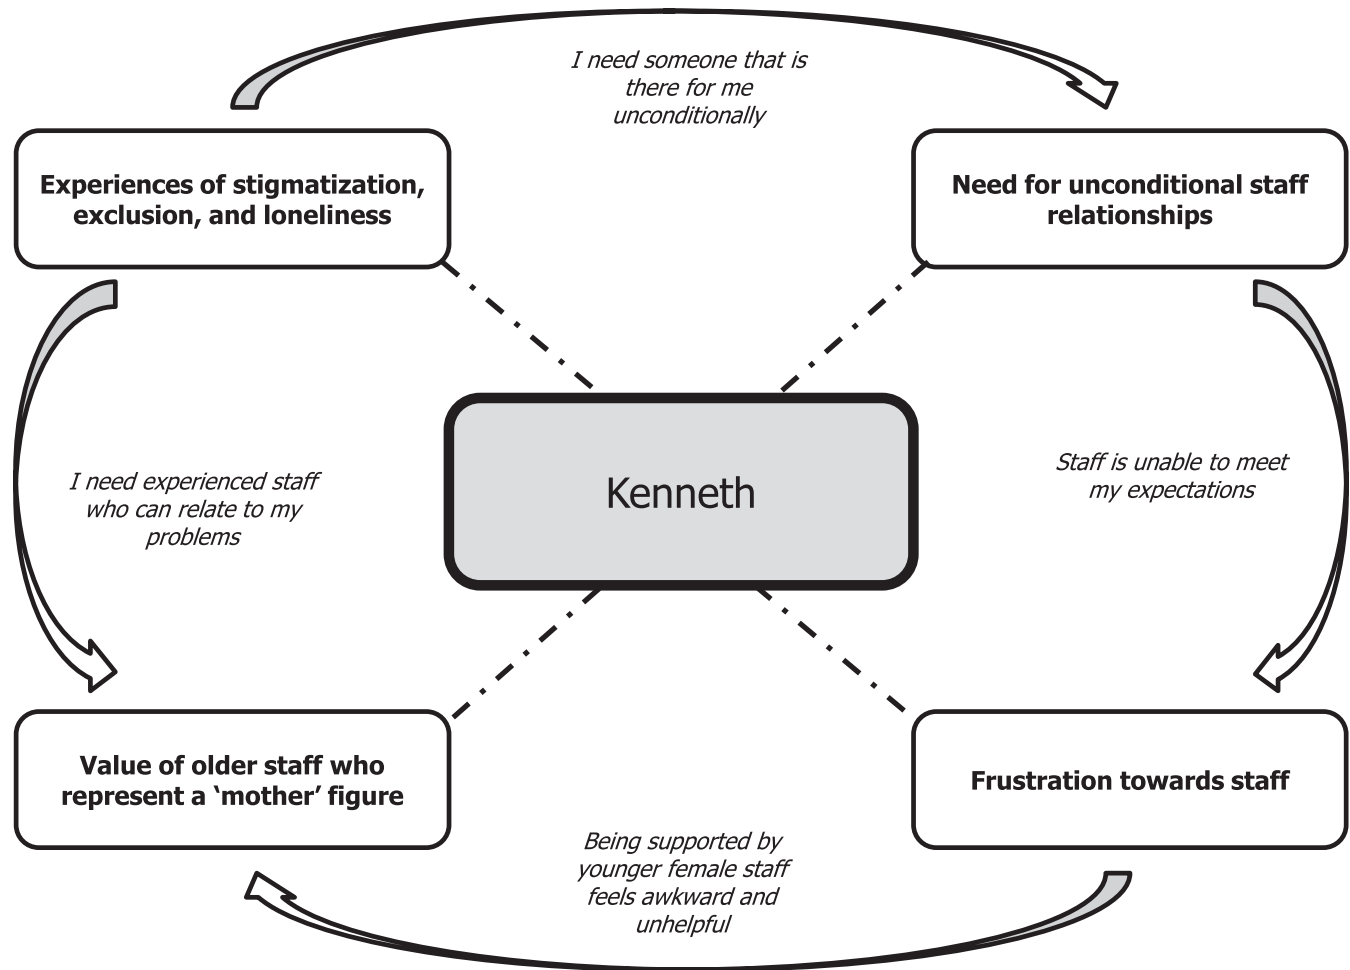 I need someone that is
there for me
unconditionally
Experiences of stigmatization,
exclusion, and loneliness
Need for unconditional staff
relationships
I need experienced staff
who can relate to my
problems
Kenneth
Staff is unable to meet
my expectations
Value of older staff who
represent a ‘mother’ figure
Frustration towards staff
Being supported by
younger female staff
feels awkward and
unhelpful